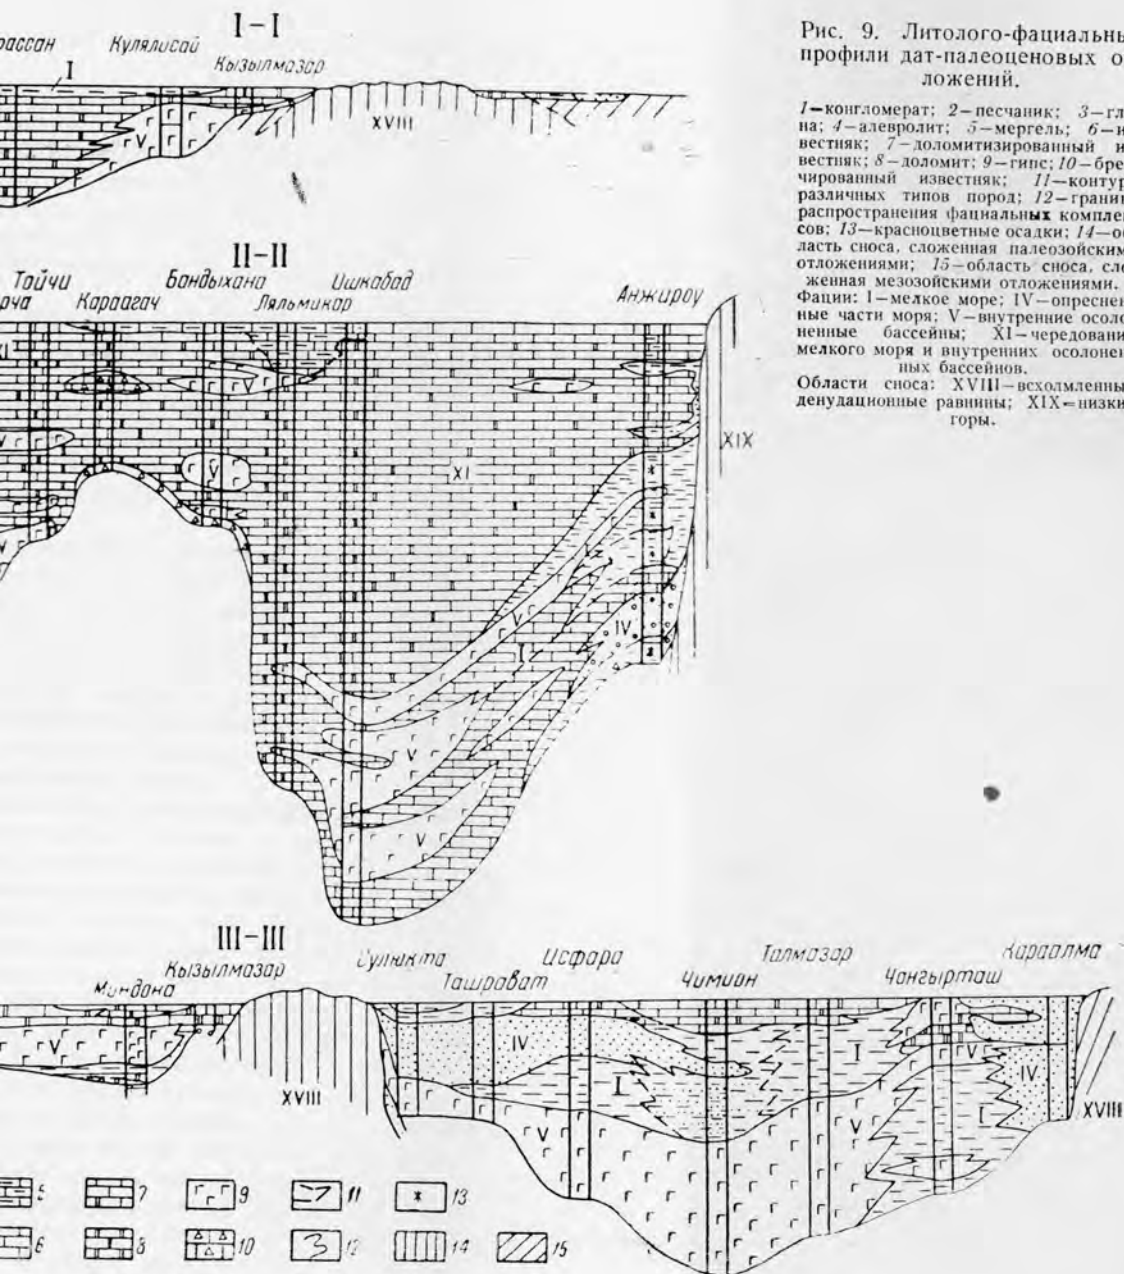 I–I
Кулялисай
Кызылмазар
I
V
XVIII
II–II
Тайчи
Бандыхана
Ишкабад
Караагач
Ляльмикар
Анжироу
V
V
V
XI
XIX
V
V
I
IV
V
V
III–III
Сулюкта
Исфара
Талмазар
Караалма
Кызылмазар
Ташрават
Чимион
Чангырташ
Миндона
V
XVIII
IV
I
I
V
IV
I
V
V
XVIII
5 7 9 11 13
6 8 10 12 14 15
Рис. 9. Литолого-фациальны
профили дат-палеоценовых о
ложений.
1—конгломерат; 2—песчаник; 3—гл
на; 4—алевролит; 5—мергель; 6—и
вестняк; 7—доломитизированный и
вестняк; 8—доломит; 9—гипс; 10—бре
чированный известняк; 11—контур
различных типов пород; 12—границ
распространения фациальных комплек
сов; 13—красноцветные осадки; 14—об
ласть сноса, сложенная палеозойским
отложениями; 15—область сноса, сло
женная мезозойскими отложениями.
Фации: I—мелкое море; IV—опреснен
ные части моря; V—внутренние осоло
ненные бассейны; XI—чередовани
мелкого моря и внутренних осолонен
ных бассейнов.
Области сноса: XVIII—всхолмленны
денудационные равнины; XIX—низки
горы.